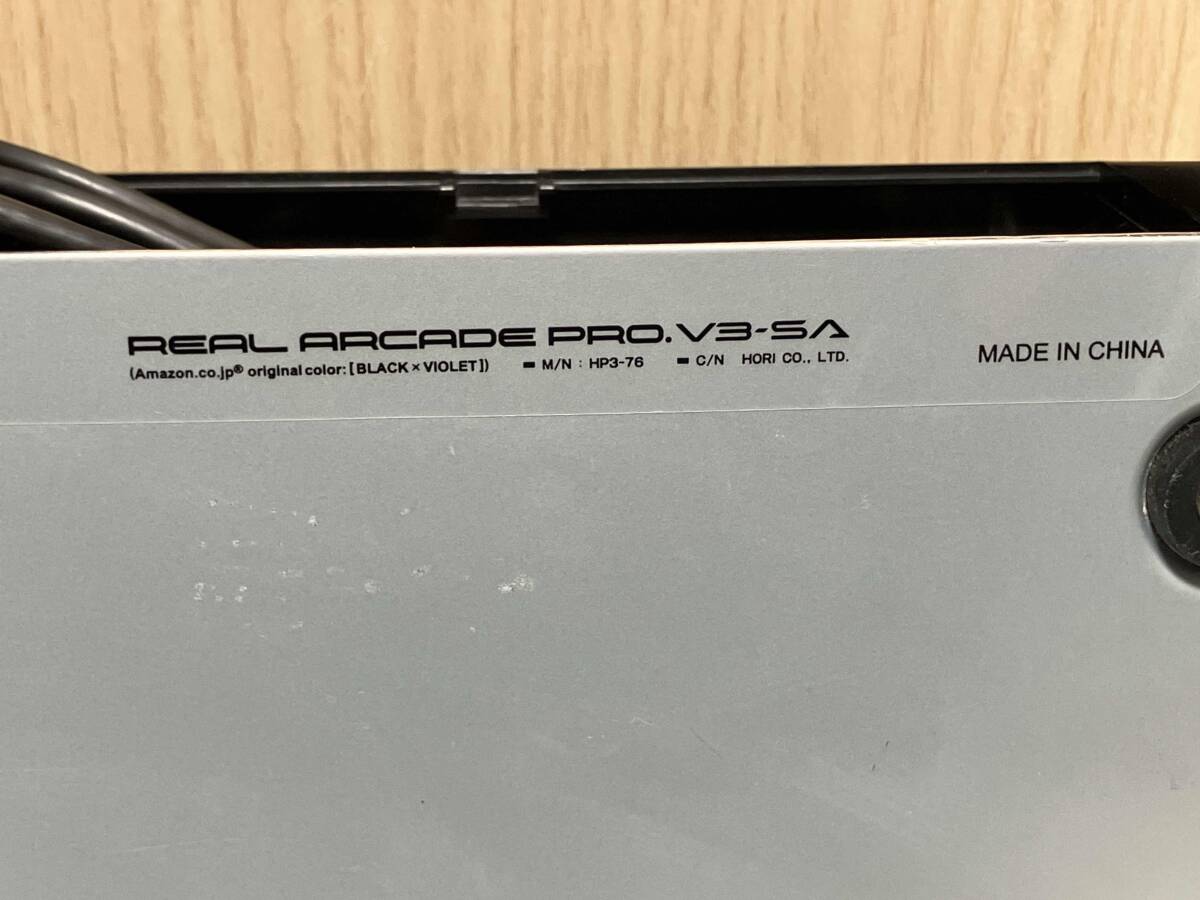 REAL ARCADE PRO.V3-SA
(Amazon.co.jp® original color:[BLACK×VIOLET]) ▬ M/N : HP3-76 ▬ C/N HORI CO., LTD.
MADE IN CHINA